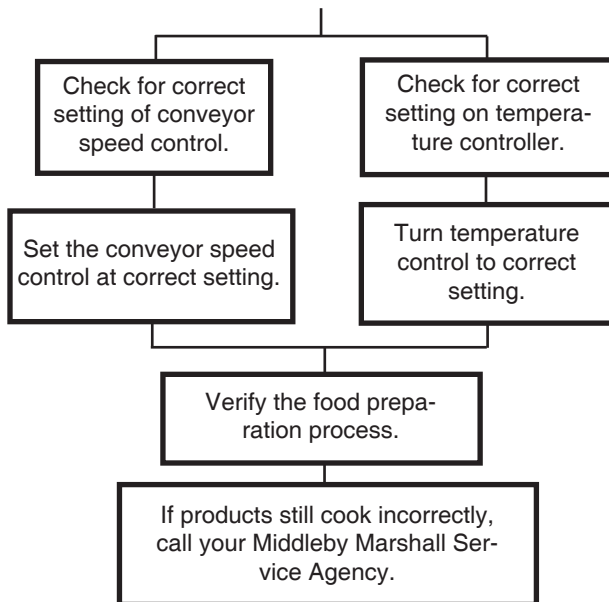 Check for correct
setting of conveyor
speed control.
Check for correct
setting on tempera-
ture controller.
Set the conveyor speed
control at correct setting.
Turn temperature
control to correct
setting.
Verify the food prepa-
ration process.
If products still cook incorrectly,
call your Middleby Marshall Ser-
vice Agency.